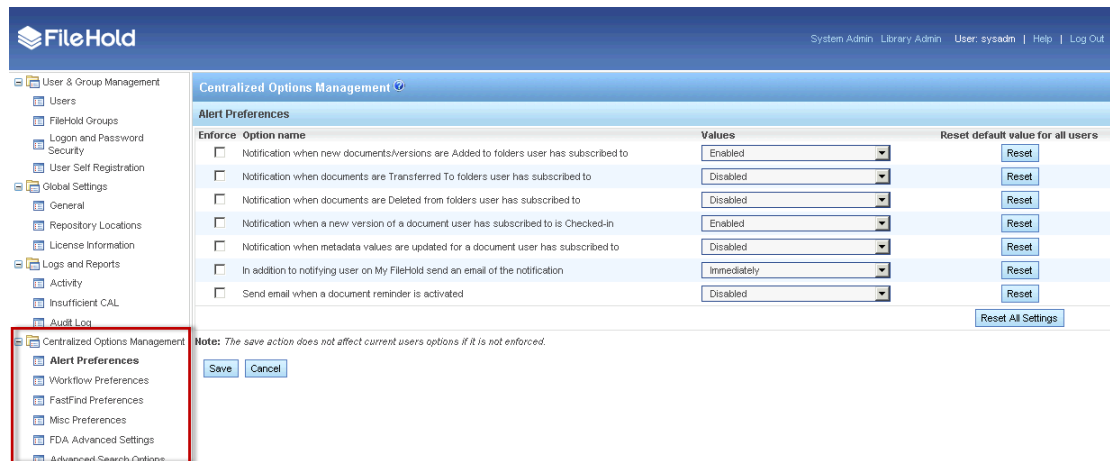 FileHold
System Admin Library Admin User: sysadm | Help | Log Out
User & Group Management
Users
FileHold Groups
Logon and Password
Security
User Self Registration
Global Settings
General
Repository Locations
License Information
Logs and Reports
Activity
Insufficient CAL
Audit Log
Centralized Options Management
Alert Preferences
Workflow Preferences
FastFind Preferences
Misc Preferences
FDA Advanced Settings
Advanced Search Options
Centralized Options Management
Alert Preferences
Enforce Option name Values Reset default value for all users
Notification when new documents/versions are Added to folders user has subscribed to Enabled Reset
Notification when documents are Transferred To folders user has subscribed to Disabled Reset
Notification when documents are Deleted from folders user has subscribed to Disabled Reset
Notification when a new version of a document user has subscribed to is Checked-in Enabled Reset
Notification when metadata values are updated for a document user has subscribed to Disabled Reset
In addition to notifying user on My FileHold send an email of the notification Immediately Reset
Send email when a document reminder is activated Disabled Reset
Reset All Settings
Note: The save action does not affect current users options if it is not enforced.
Save Cancel